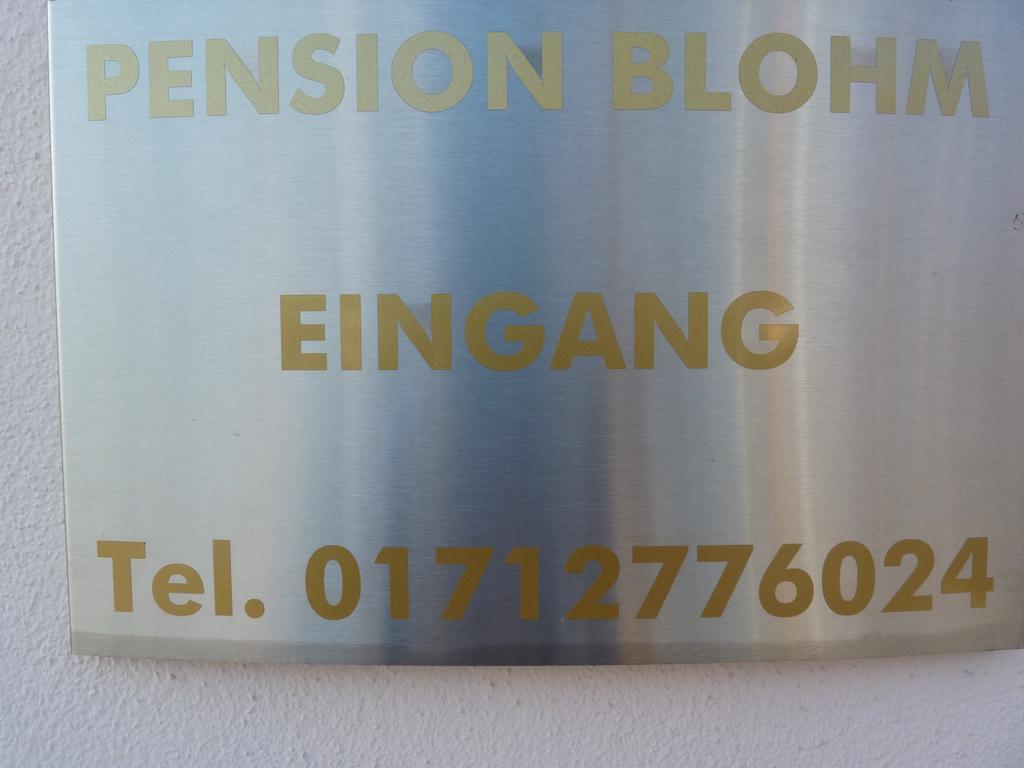 PENSION BLOHM
EINGANG
Tel. 01712776024